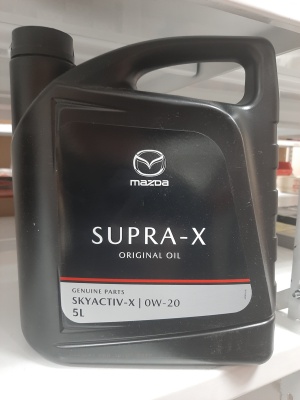 mazda
SUPRA-X
ORIGINAL OIL
GENUINE PARTS
SKYACTIV-X | 0W-20
5L